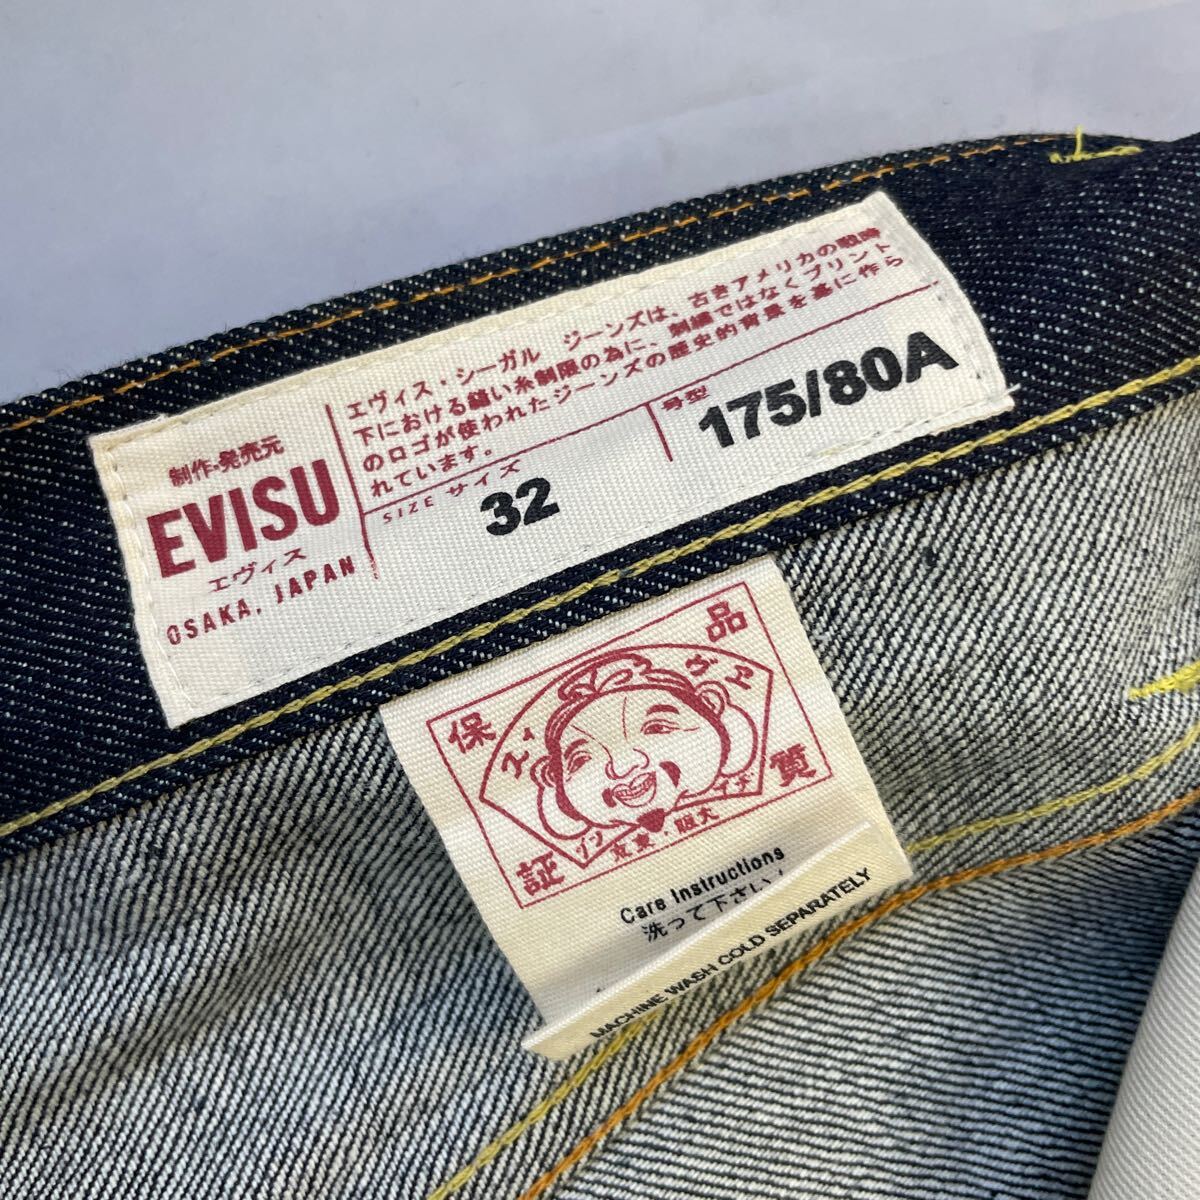 制作・発売元
EVISU
エヴィス
OSAKA, JAPAN
エヴィス・シーガル ジーンズは、古きアメリカの戦時
下における縫い糸制限の為に、刺繍ではなくプリント
のロゴが使われたジーンズの歴史的背景を基に作ら
れています。
SIZE サイズ
32
号型
175/80A
品
保
質
証
大阪・東京
Care Instructions
洗って下さい!
MACHINE WASH COLD SEPARATELY